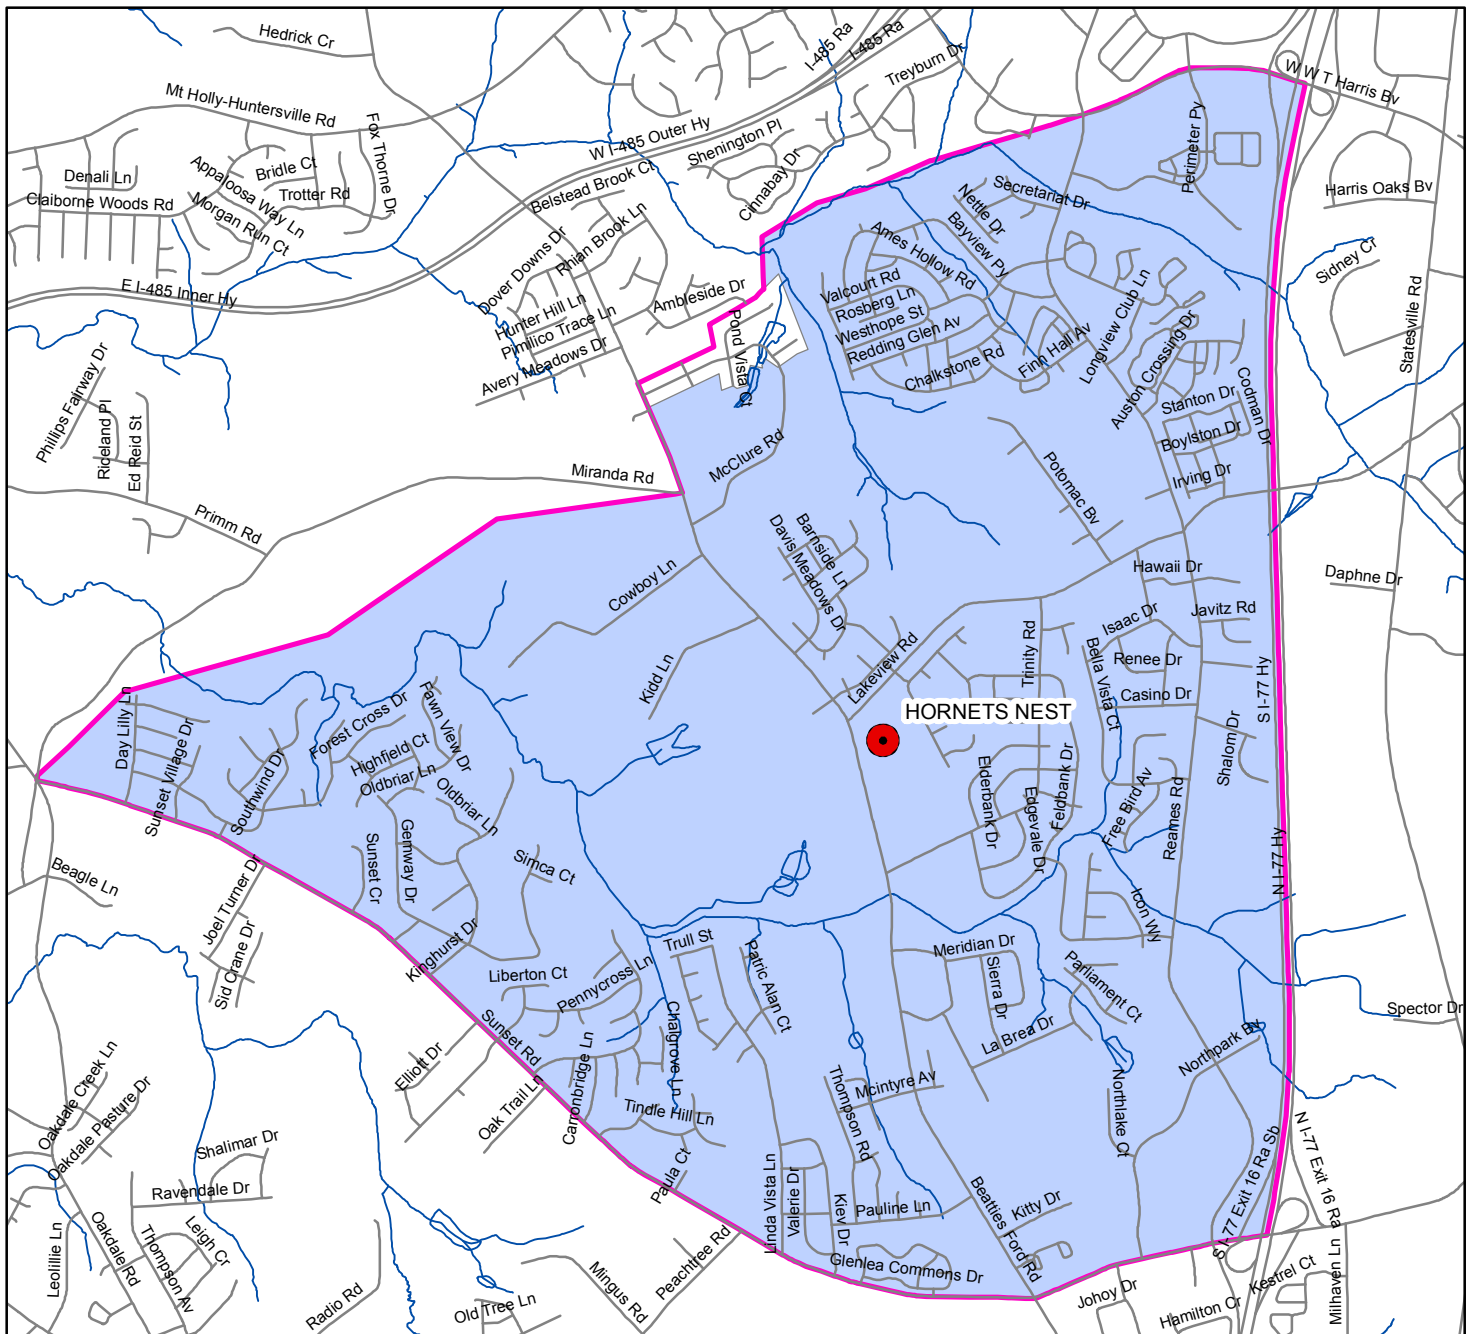 Hedrick Cr
I-485 Ra
I-485 Ra
Treyburn Dr
W W T Harris Bv
Mt Holly-Huntersville Rd
Fox Thorne Dr
W I-485 Outer Hy
Shenington Pl
Perimeter Py
Bridle Ct
Appaloosa Way Ln
Denali Ln
Trotter Rd
Belstead Brook Ct
Cinnabay Dr
Secretariat Dr
Nettle Dr
Harris Oaks Bv
Claiborne Woods Rd
Morgan Run Ct
Rhian Brook Ln
Bayview Py
Ames Hollow Rd
Dover Downs Dr
Sidney Cr
E I-485 Inner Hy
Ambleside Dr
Valcourt Rd
Rosberg Ln
Longview Club Ln
Statesville Rd
Hunter Hill Ln
Pimilico Trace Ln
Westhope St
Redding Glen Av
Finn Hall Av
Avery Meadows Dr
Pond Vista Ct
Chalkstone Rd
Auston Crossing Dr
Phillips Fairway Dr
Riceland Pl
Ed Reid St
Stanton Dr
Codman Dr
Boylston Dr
McClure Rd
Miranda Rd
Potomac Bv
Irving Dr
Primm Rd
Barnside Ln
Davis Meadows Dr
Cowboy Ln
Hawaii Dr
Daphne Dr
Isaac Dr
Javitz Rd
Trinity Rd
Bella Vista Ct
Renee Dr
Lakeview Rd
Kidd Ln
S I-77 Hy
Casino Dr
Day Lilly Ln
Forest Cross Dr
Fawn View Dr
HORNETS NEST
Sunset Village Dr
Southwind Dr
Highfield Ct
Oldbriar Ln
Shalom Dr
Oldbriar Ln
Elderbank Dr
Edgevale Dr
Feldbank Dr
Free Bird Av
Reames Rd
N I-77 Hy
Beagle Ln
Sunset Cr
Gemway Dr
Simca Ct
Joel Turner Dr
Sid Crane Dr
Kinghurst Dr
Icon Wy
Trull St
Patric Alan Ct
Meridian Dr
Sierra Dr
Liberton Ct
Pennycross Ln
Parliament Ct
Spector Dr
Chalgrove Ln
Sunset Rd
La Brea Dr
Northpark Bv
Elliott Dr
Oakdale Creek Ln
Oakdale Pasture Dr
Oak Trail Ln
Carronbridge Ln
Tindle Hill Ln
Thompson Rd
Mcintyre Av
Northlake Ct
Shalimar Dr
N I-77 Exit 16 Ra
S I-77 Exit 16 Ra Sb
Ravendale Dr
Paula Ct
Linda Vista Ln
Valerie Dr
Kiev Dr
Pauline Ln
Beatties Ford Rd
Kitty Dr
Leolillie Ln
Oakdale Rd
Thompson Av
Leigh Cr
Peachtree Rd
Glenlea Commons Dr
Kestrel Ct
Milhaven Ln
Mingus Rd
Radio Rd
Old Tree Ln
Johoy Dr
Hamilton Cr